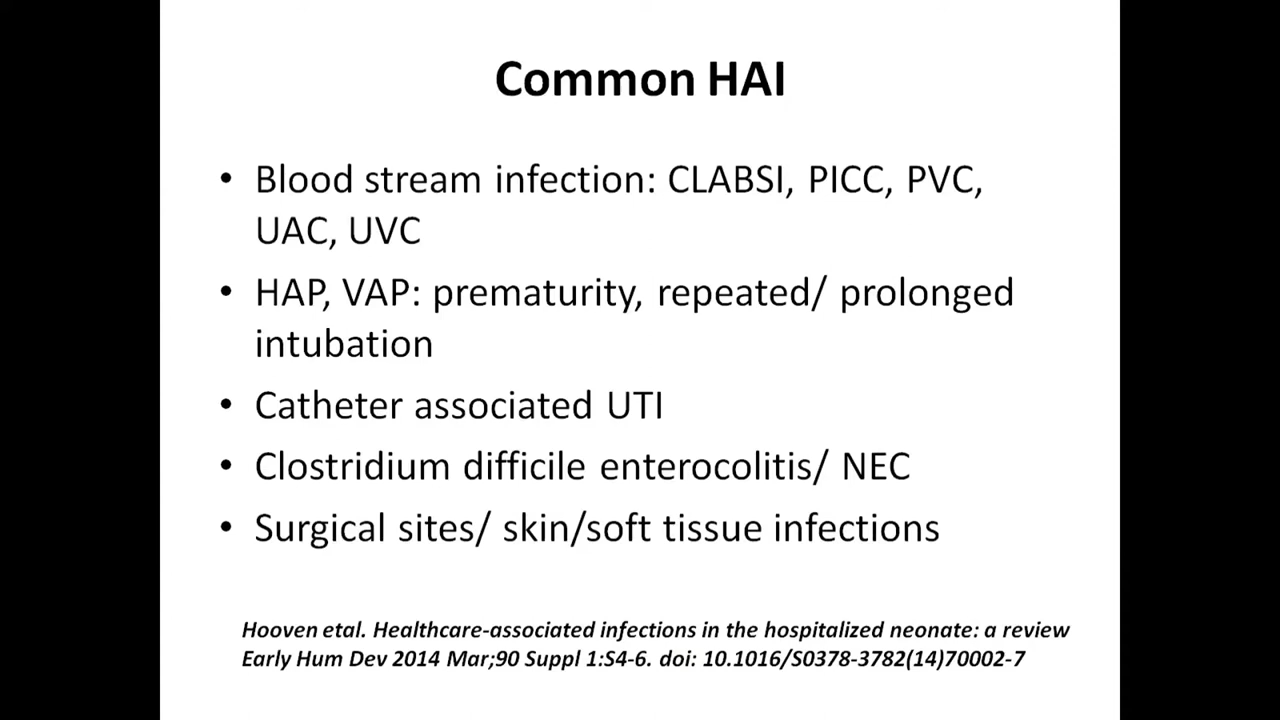 Common HAI
• Blood stream infection: CLABSI, PICC, PVC,
UAC, UVC
• HAP, VAP: prematurity, repeated/ prolonged
intubation
• Catheter associated UTI
• Clostridium difficile enterocolitis/ NEC
• Surgical sites/ skin/soft tissue infections
Hooven etal. Healthcare-associated infections in the hospitalized neonate: a review
Early Hum Dev 2014 Mar;90 Suppl 1:S4-6. doi: 10.1016/S0378-3782(14)70002-7